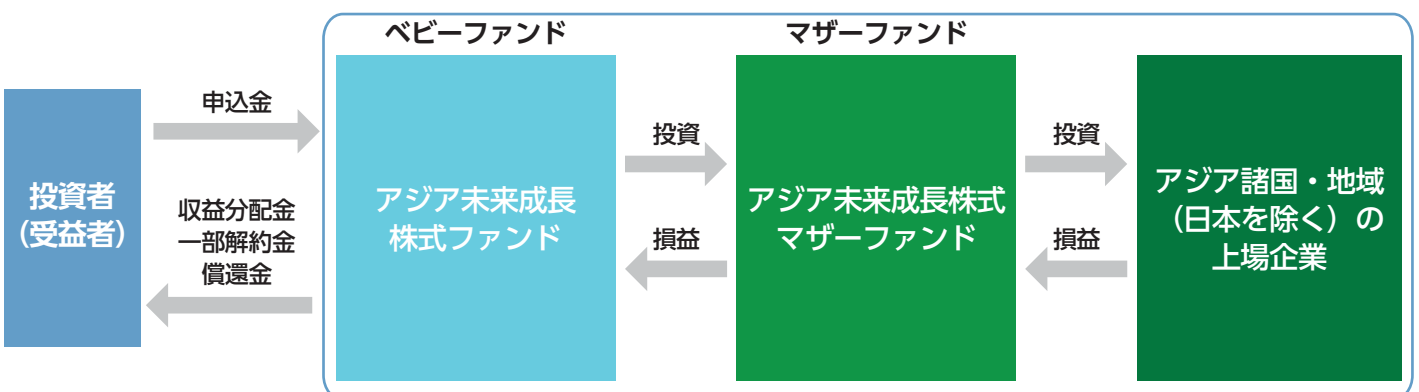 ベビーファンド
マザーファンド
投資者
（受益者）
申込金
収益分配金
一部解約金
償還金
アジア未来成長
株式ファンド
投資
損益
アジア未来成長株式
マザーファンド
投資
損益
アジア諸国・地域
（日本を除く）の
上場企業